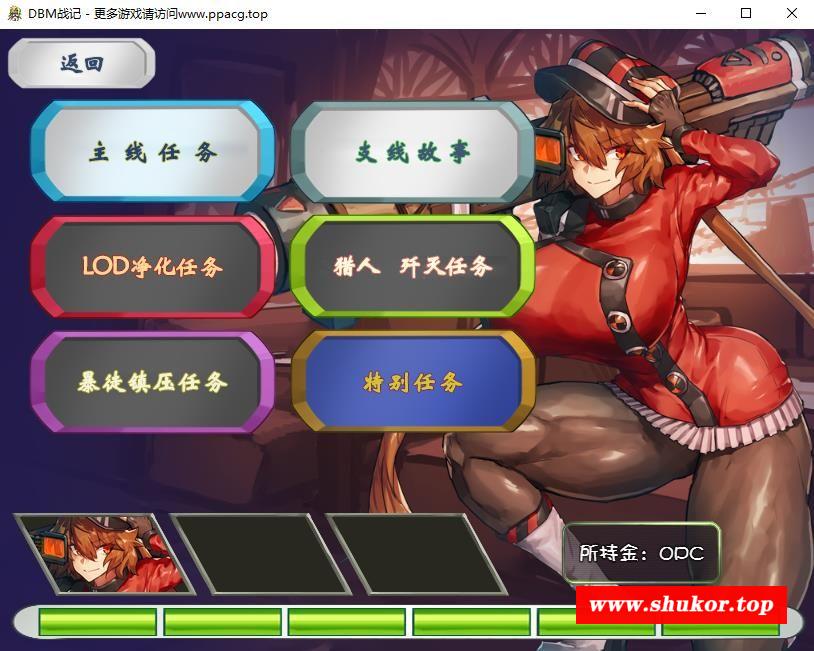 DBM战记 - 更多游戏请访问www.ppacg.top
返回
主线任务
支线故事
LOD净化任务
猎人 歼灭任务
暴徒镇压任务
特别任务
所持金：0PC
www.shukor.top